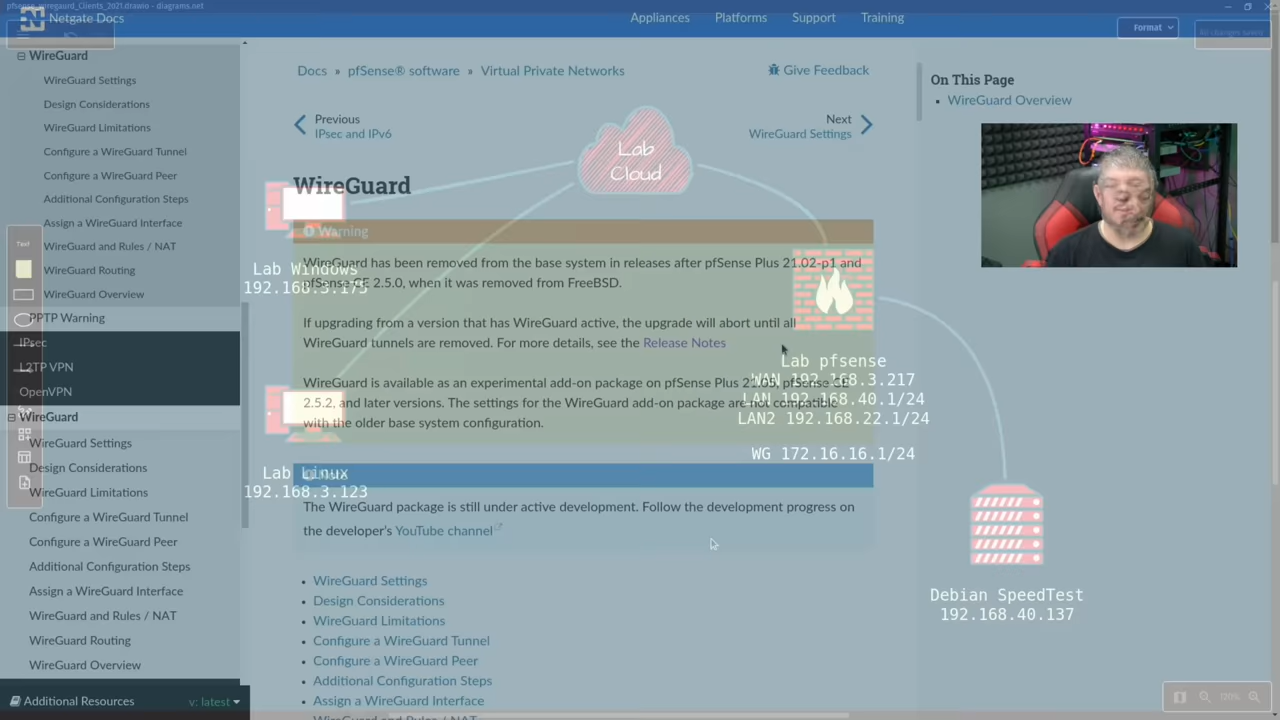 pfsense_wireguard_Clients_2021.drawio - diagrams.net
Netgate Docs
Appliances
Platforms
Support
Training
Format
All changes saved
WireGuard
WireGuard Settings
Design Considerations
WireGuard Limitations
Configure a WireGuard Tunnel
Configure a WireGuard Peer
Additional Configuration Steps
Assign a WireGuard Interface
WireGuard and Rules / NAT
WireGuard Routing
WireGuard Overview
PPTP Warning
IPsec
L2TP VPN
OpenVPN
WireGuard
WireGuard Settings
Design Considerations
WireGuard Limitations
Configure a WireGuard Tunnel
Configure a WireGuard Peer
Additional Configuration Steps
Assign a WireGuard Interface
WireGuard and Rules / NAT
WireGuard Routing
WireGuard Overview
Additional Resources
v: latest
Text
Docs » pfSense® software » Virtual Private Networks
Give Feedback
Previous
IPsec and IPv6
Next
WireGuard Settings
WireGuard
Warning
WireGuard has been removed from the base system in releases after pfSense Plus 21.02-p1 and
pfSense CE 2.5.0, when it was removed from FreeBSD.
If upgrading from a version that has WireGuard active, the upgrade will abort until all
WireGuard tunnels are removed. For more details, see the Release Notes
WireGuard is available as an experimental add-on package on pfSense Plus 21.05, pfSense CE
2.5.2, and later versions. The settings for the WireGuard add-on package are not compatible
with the older base system configuration.
Note
The WireGuard package is still under active development. Follow the development progress on
the developer's YouTube channel
WireGuard Settings
Design Considerations
WireGuard Limitations
Configure a WireGuard Tunnel
Configure a WireGuard Peer
Additional Configuration Steps
Assign a WireGuard Interface
WireGuard and Rules / NAT
On This Page
WireGuard Overview
Lab
Cloud
Lab Windows
192.168.3.175
Lab Linux
192.168.3.123
Lab pfsense
WAN 192.168.3.217
LAN 192.168.40.1/24
LAN2 192.168.22.1/24
WG 172.16.16.1/24
Debian SpeedTest
192.168.40.137
120%